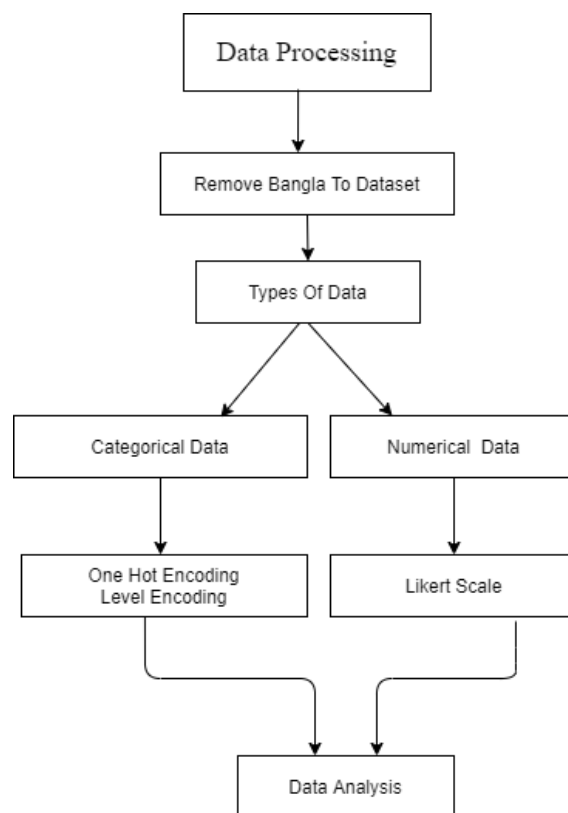 Data Processing
Remove Bangla To Dataset
Types Of Data
Categorical Data
Numerical Data
One Hot Encoding
Level Encoding
Likert Scale
Data Analysis